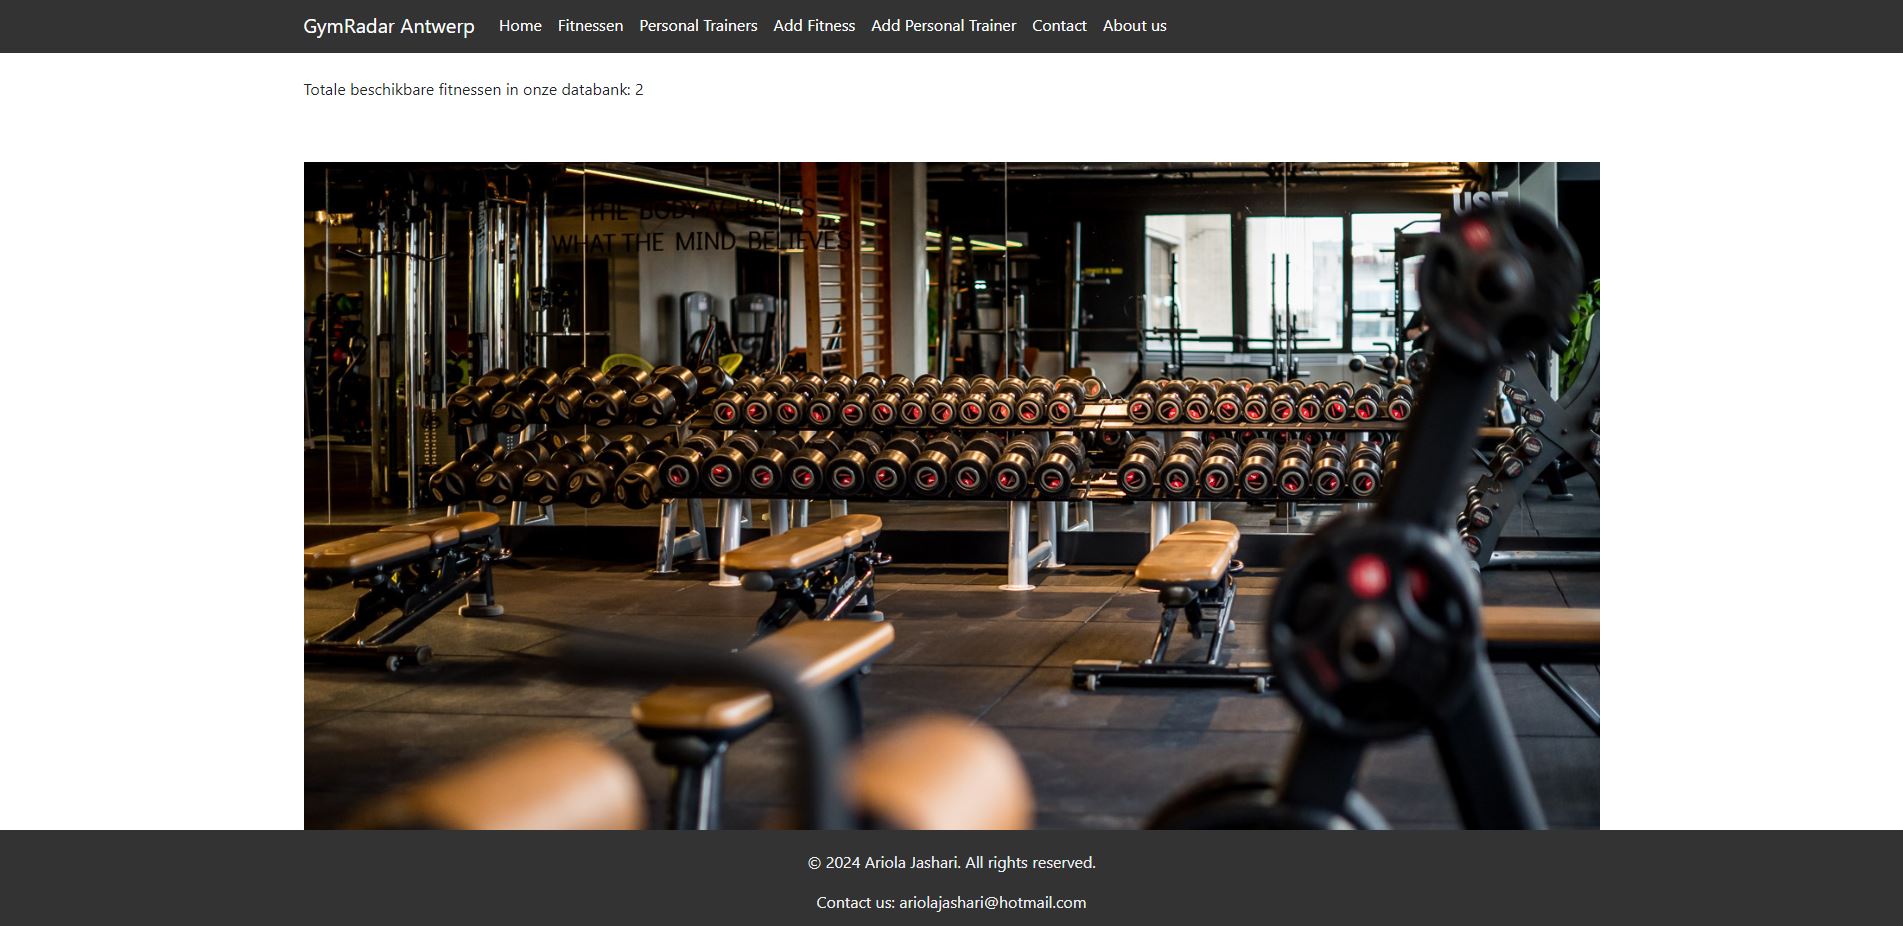 GymRadar Antwerp Home Fitnessen Personal Trainers Add Fitness Add Personal Trainer Contact About us
Totale beschikbare fitnessen in onze databank: 2
THE BODY ACHIEVES
WHAT THE MIND BELIEVES
USE
© 2024 Ariola Jashari. All rights reserved.
Contact us: ariolajashari@hotmail.com